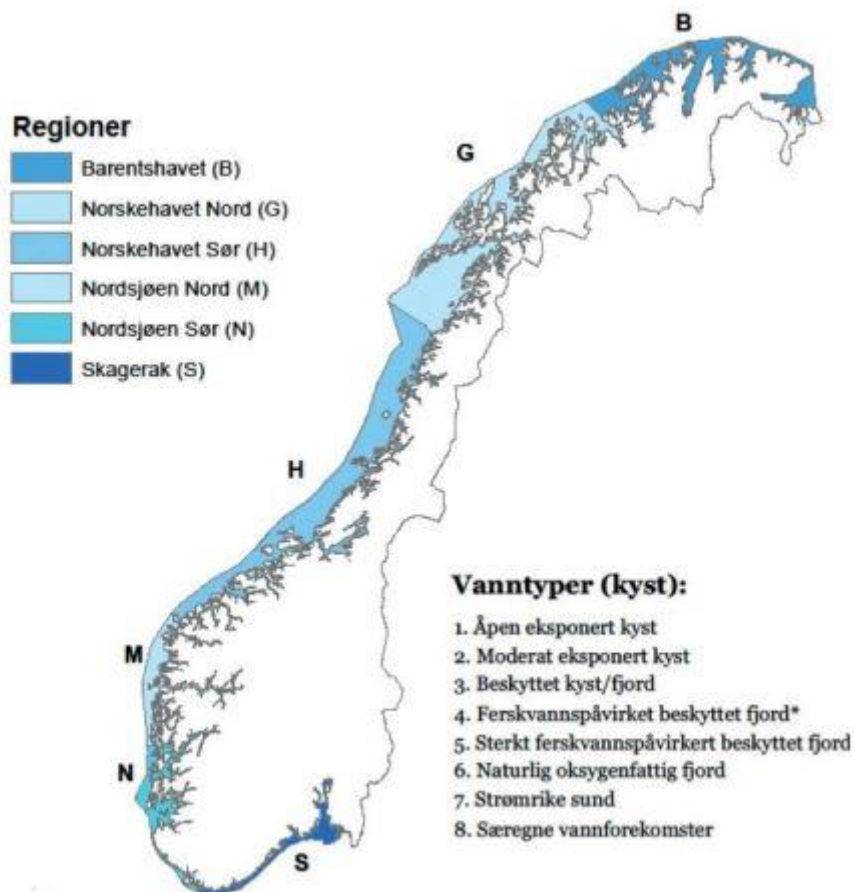 B
Regioner
Barentshavet (B)
G
Norskehavet Nord (G)
Norskehavet Sør (H)
Nordsjøen Nord (M)
Nordsjøen Sør (N)
Skagerak (S)
H
Vanntyper (kyst):
1. Åpen eksponert kyst
2. Moderat eksponert kyst
M
3. Beskyttet kyst/fjord
4. Ferskvannspåvirket beskyttet fjord*
5. Sterkt ferskvannspåvirkert beskyttet fjord
N
6. Naturlig oksygenfattig fjord
7. Strømrike sund
8. Særegne vannforekomster
S